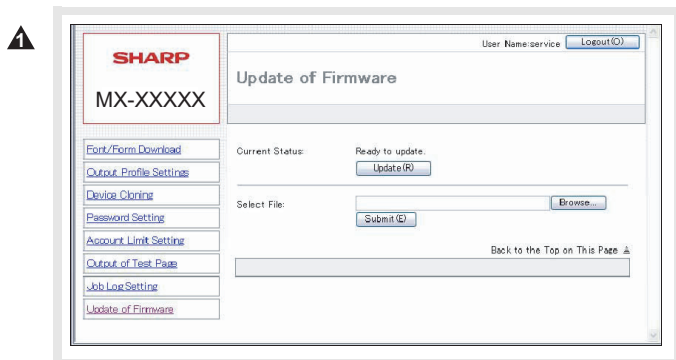 1
User Name:service Logout(O)
SHARP
MX-XXXXX
Update of Firmware
Font/Form Download
Output Profile Settings
Device Cloning
Password Setting
Account Limit Setting
Output of Test Page
Job Log Setting
Update of Firmware
Current Status: Ready to update.
Update(R)
Select File: Browse...
Submit(E)
Back to the Top on This Page ▲